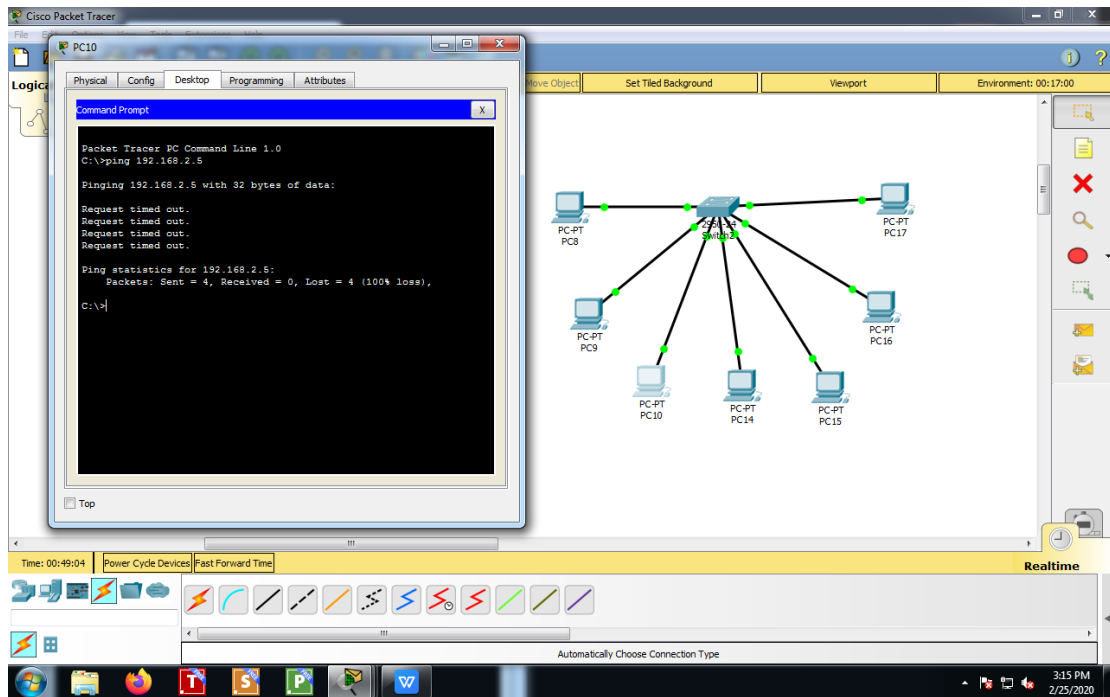 Cisco Packet Tracer
PC10
Physical Config Desktop Programming Attributes
Command Prompt
X
Packet Tracer PC Command Line 1.0
C:\>ping 192.168.2.5
Pinging 192.168.2.5 with 32 bytes of data:
Request timed out.
Request timed out.
Request timed out.
Request timed out.
Ping statistics for 192.168.2.5:
Packets: Sent = 4, Received = 0, Lost = 4 (100% loss),
C:\>
Top
Logica
Move Object
Set Tiled Background
Viewport
Environment: 00:17:00
PC-PT
PC8
2950-24
Switch2
PC-PT
PC17
PC-PT
PC9
PC-PT
PC16
PC-PT
PC10
PC-PT
PC14
PC-PT
PC15
Time: 00:49:04
Power Cycle Devices
Fast Forward Time
Realtime
Automatically Choose Connection Type
3:15 PM
2/25/2020